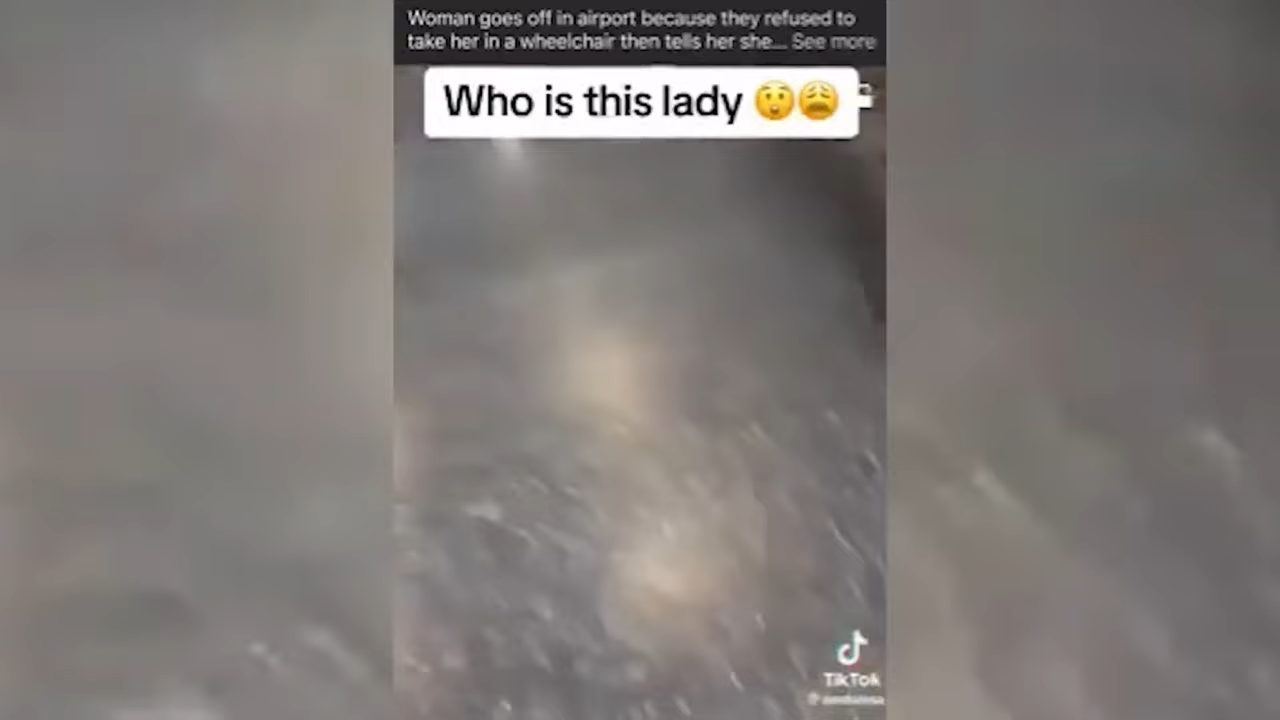 Woman goes off in airport because they refused to
take her in a wheelchair then tells her she... See more
Who is this lady 😲😩
TikTok